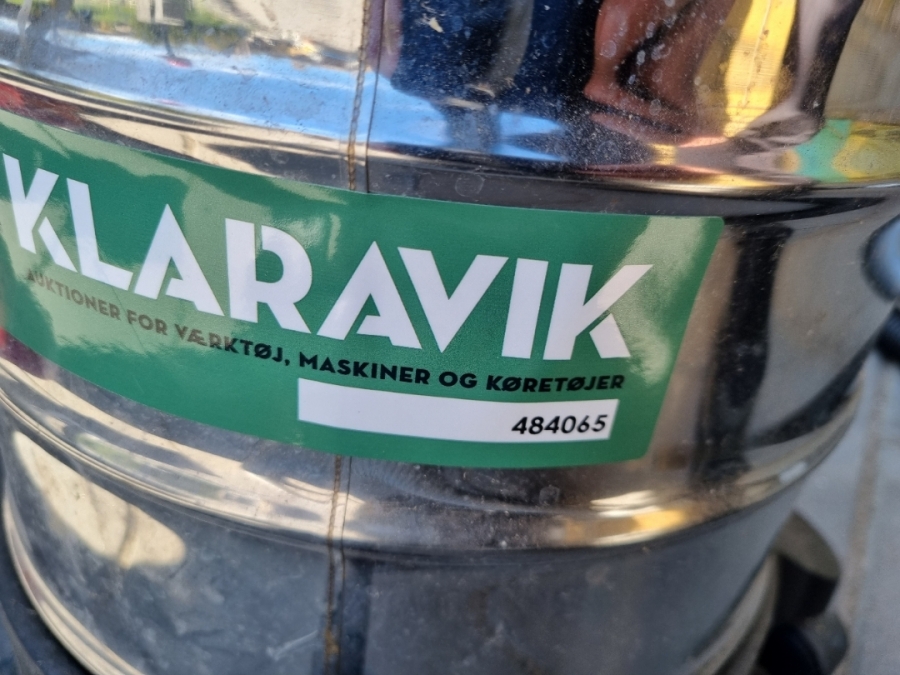 KLARAVIK
AUKTIONER FOR VÆRKTØJ, MASKINER OG KØRETØJER
484065